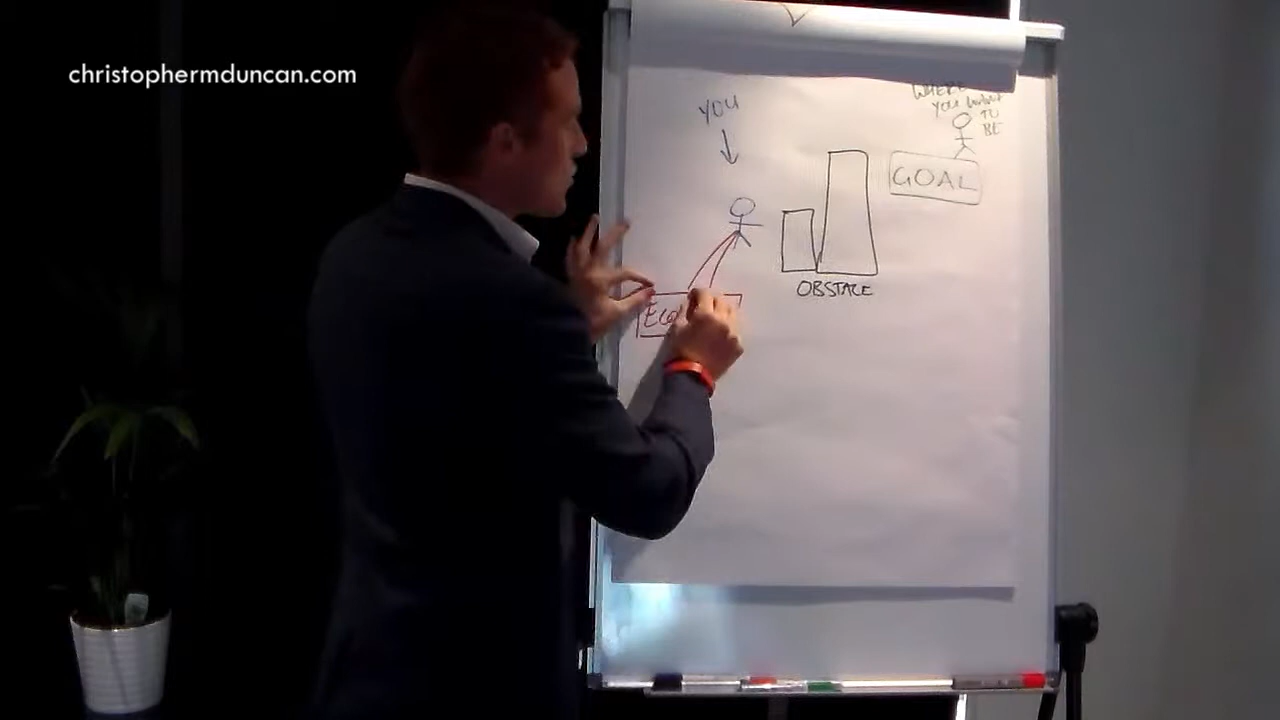 christophermduncan.com
YOU
WHERE
YOU WANT
TO
BE
GOAL
OBSTACE